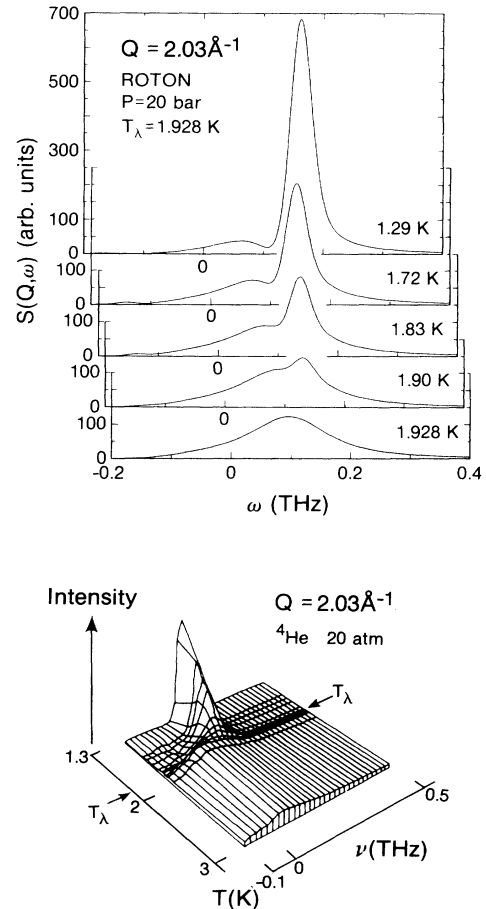 700
Q = 2.03Å-1
ROTON
P=20 bar
Tλ=1.928 K
500
300
100
0
S(Q,ω) (arb. units)
1.29 K
0
100
0
1.72 K
0
100
0
1.83 K
0
100
0
1.90 K
0
100
0
1.928 K
-0.2
0
0.2
0.4
ω (THz)
Intensity
Q = 2.03Å-1
4He 20 atm
Tλ
1.3
Tλ
2
3
T(K)
-0.1
0
ν(THz)
0.5